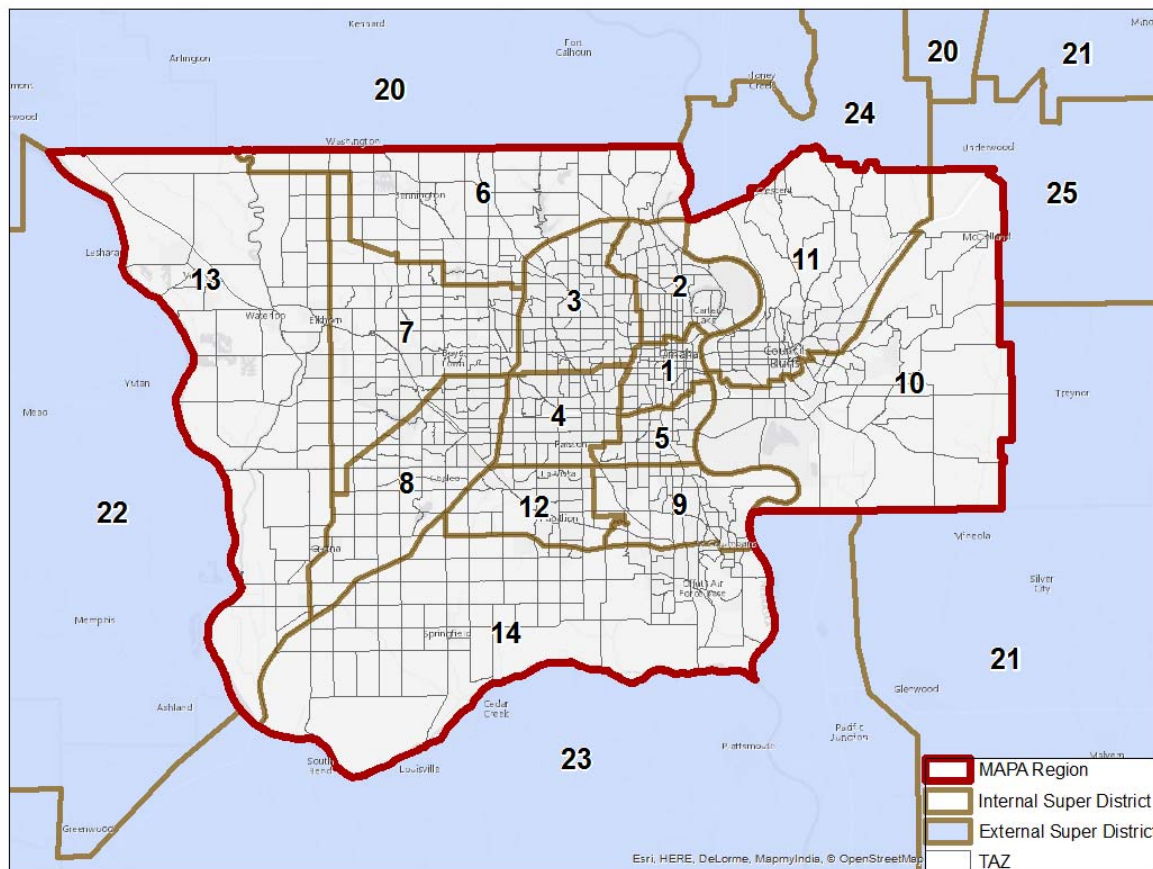 Kennard
Arlington
Fort
Calhoun
20
20
21
24
Washington
Underwood
25
6
Crescent
McClelland
11
13
2
3
Carter
Lake
Waterloo
Elkhorn
7
Boys
Town
Omaha
Council
Bluffs
1
Yutan
10
Treynor
Mead
4
Ralston
5
8
La Vista
12
9
22
Papillion
Gretna
Mineola
Offutt Air
Force Base
Silver
City
Memphis
Springfield
14
21
Glenwood
Ashland
Cedar
Creek
Pacific
Junction
Plattsmouth
23
South
Bend
Louisville
Malvern
Greenwood
MAPA Region
Internal Super District
External Super District
TAZ
Esri, HERE, DeLorme, MapmyIndia, © OpenStreetMap